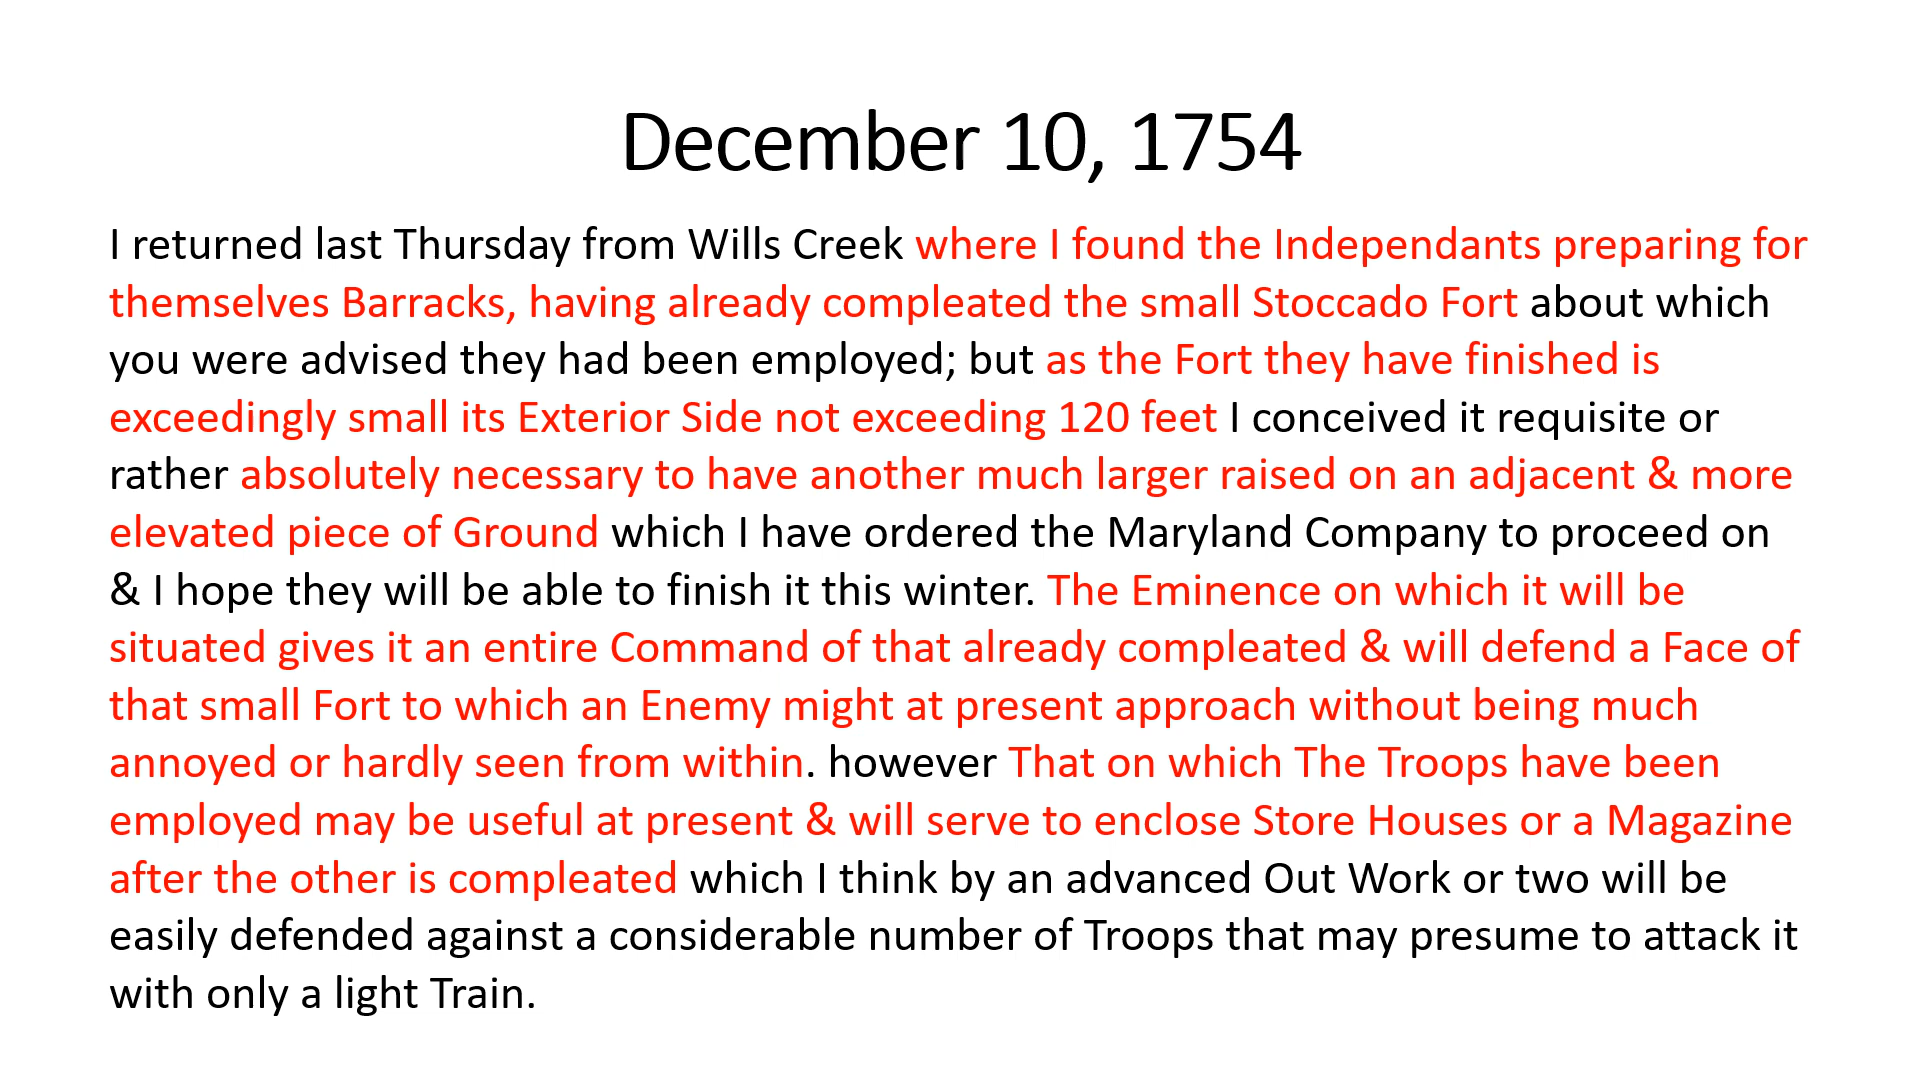 December 10, 1754
I returned last Thursday from Wills Creek where I found the Independants preparing for
themselves Barracks, having already compleated the small Stoccado Fort about which
you were advised they had been employed; but as the Fort they have finished is
exceedingly small its Exterior Side not exceeding 120 feet I conceived it requisite or
rather absolutely necessary to have another much larger raised on an adjacent & more
elevated piece of Ground which I have ordered the Maryland Company to proceed on
& I hope they will be able to finish it this winter. The Eminence on which it will be
situated gives it an entire Command of that already compleated & will defend a Face of
that small Fort to which an Enemy might at present approach without being much
annoyed or hardly seen from within. however That on which The Troops have been
employed may be useful at present & will serve to enclose Store Houses or a Magazine
after the other is compleated which I think by an advanced Out Work or two will be
easily defended against a considerable number of Troops that may presume to attack it
with only a light Train.